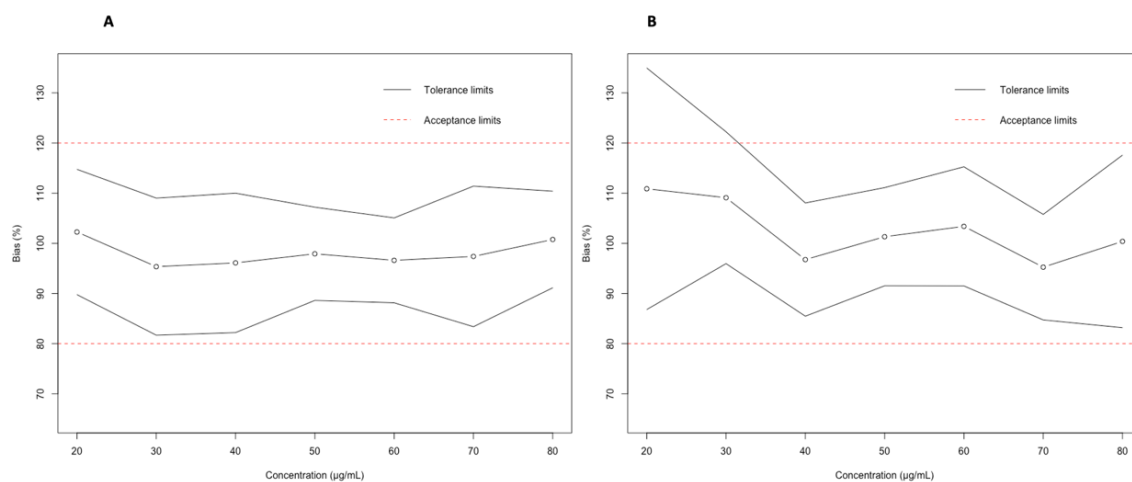 A
B
Tolerance limits
Acceptance limits
Bias (%)
130
120
110
100
90
80
70
20 30 40 50 60 70 80
Concentration (µg/mL)
Tolerance limits
Acceptance limits
Bias (%)
130
120
110
100
90
80
70
20 30 40 50 60 70 80
Concentration (µg/mL)